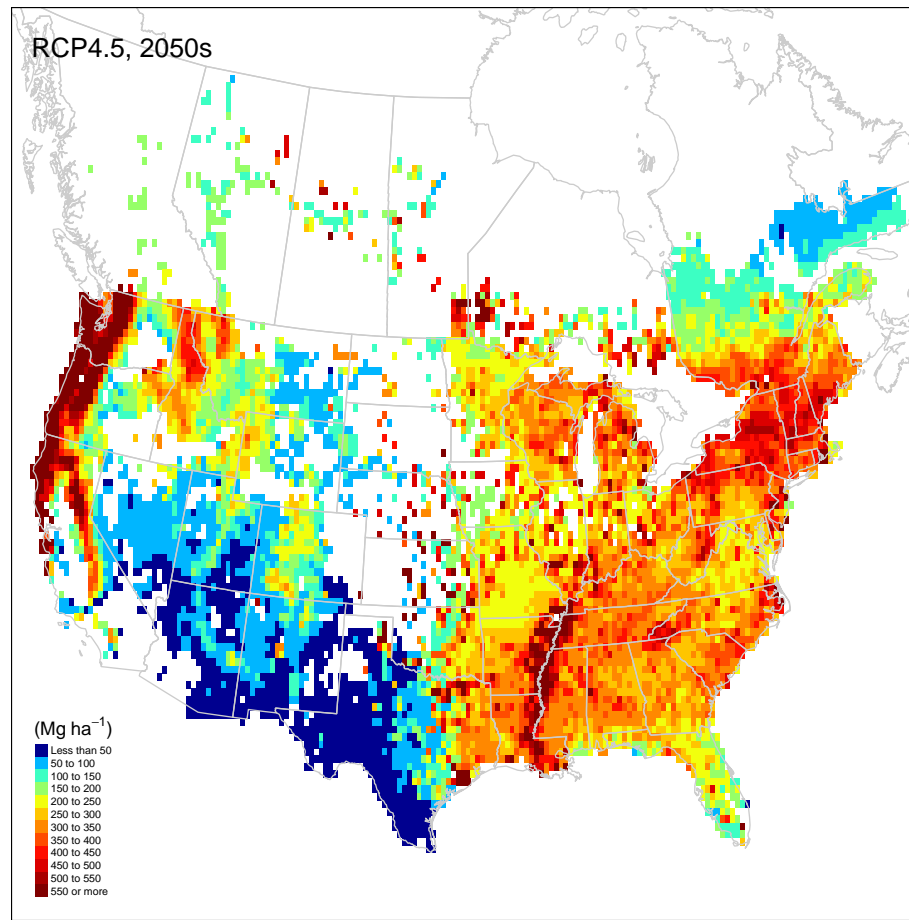 RCP4.5, 2050s
(Mg ha⁻¹)
Less than 50
50 to 100
100 to 150
150 to 200
200 to 250
250 to 300
300 to 350
350 to 400
400 to 450
450 to 500
500 to 550
550 or more